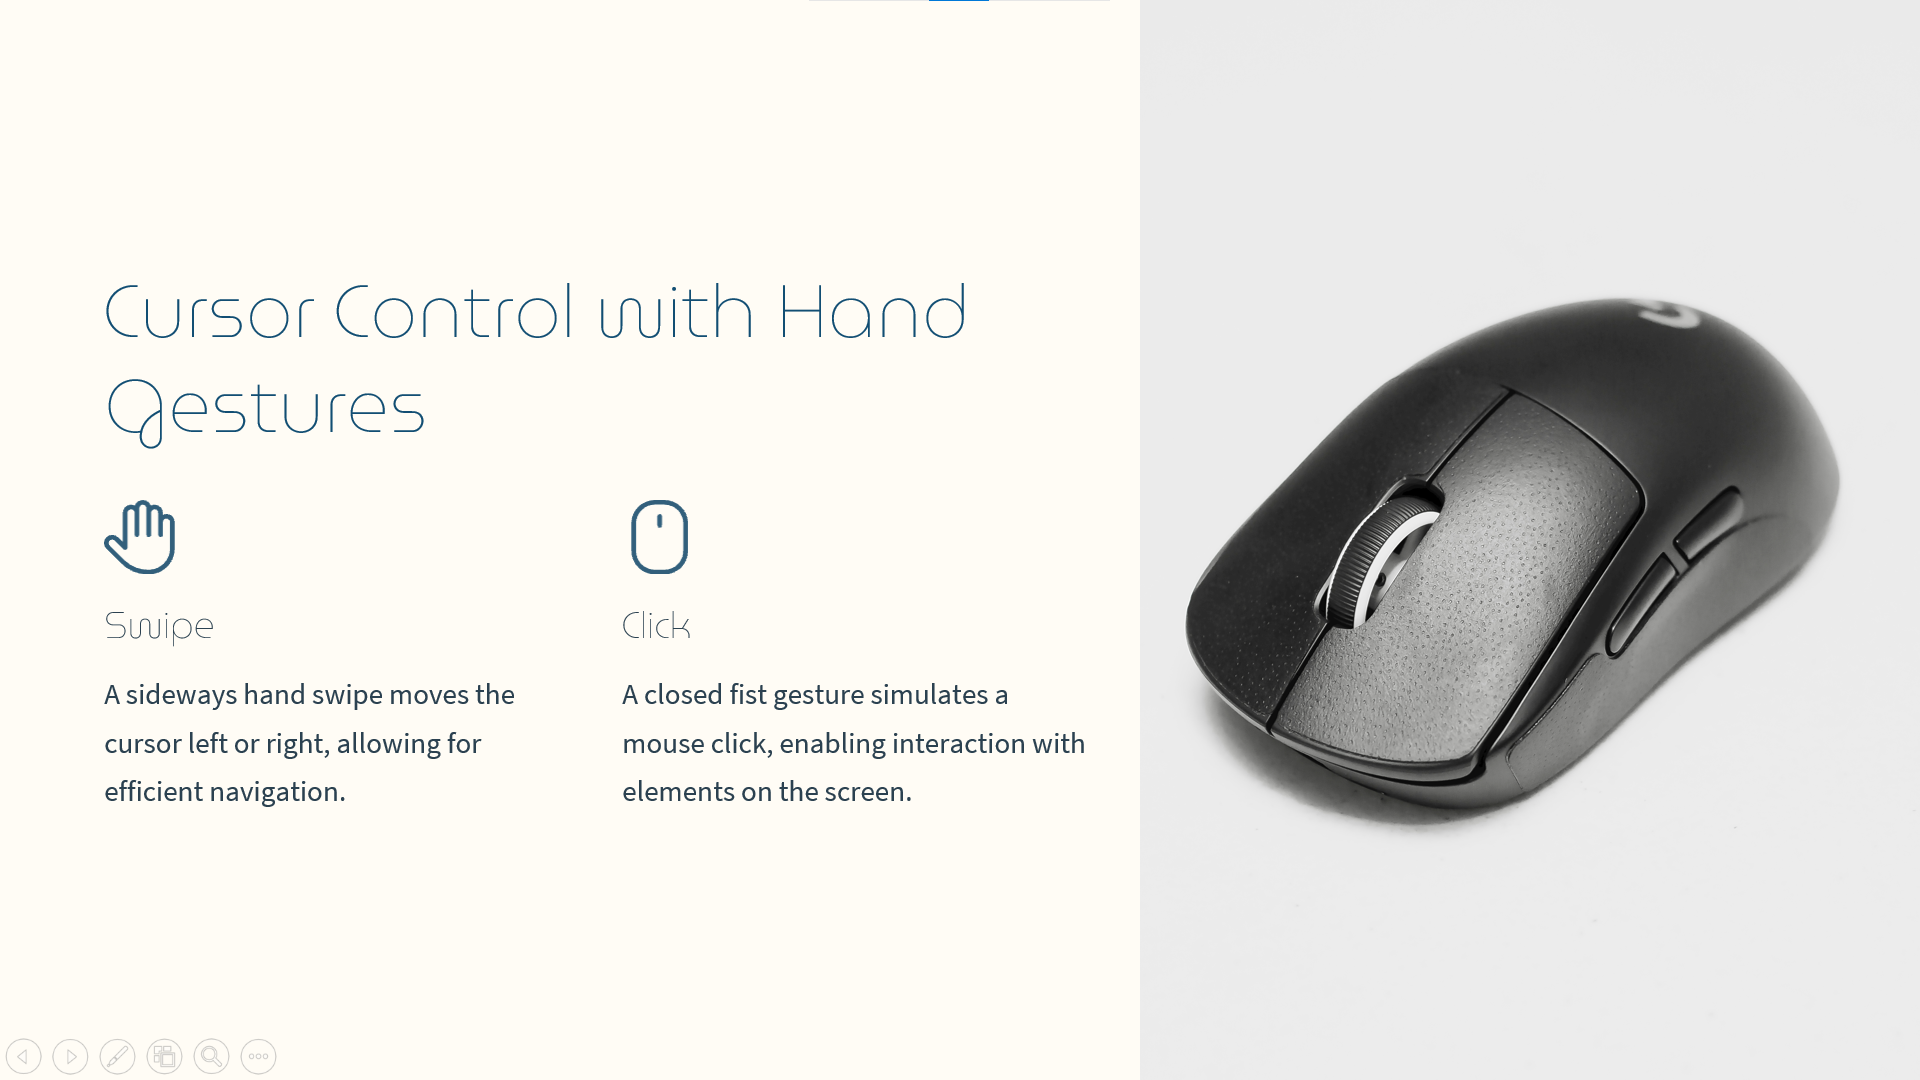 Cursor Control with Hand
Gestures
Swipe
A sideways hand swipe moves the
cursor left or right, allowing for
efficient navigation.
Click
A closed fist gesture simulates a
mouse click, enabling interaction with
elements on the screen.